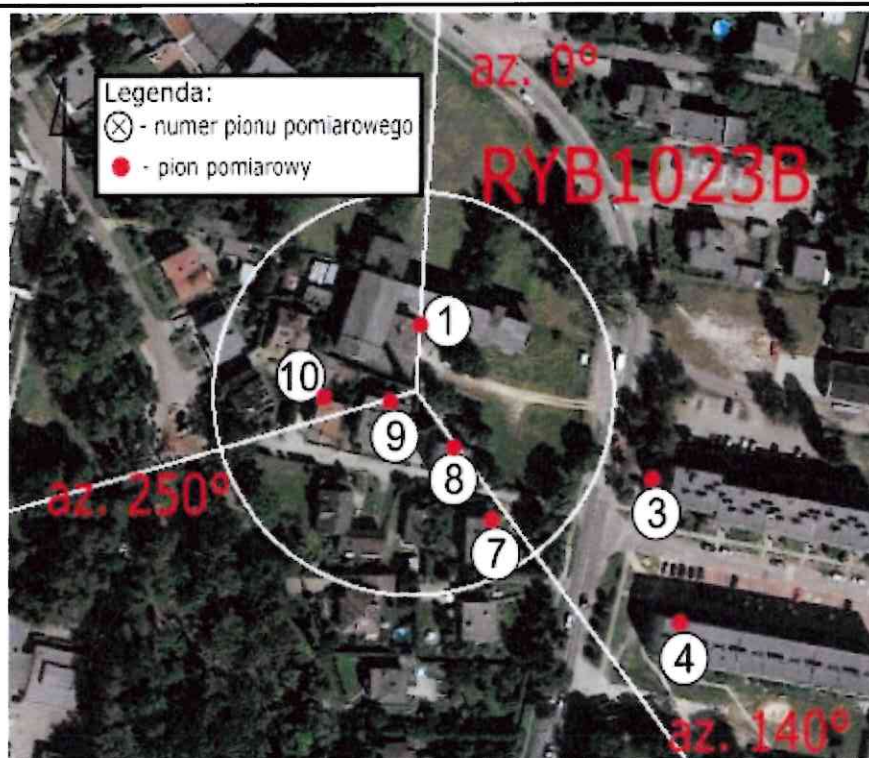 az. 0°
Legenda:
ⓧ - numer pionu pomiarowego
● - pion pomiarowy
RYB1023B
1
10
9
8
az. 250°
3
7
4
az. 140°